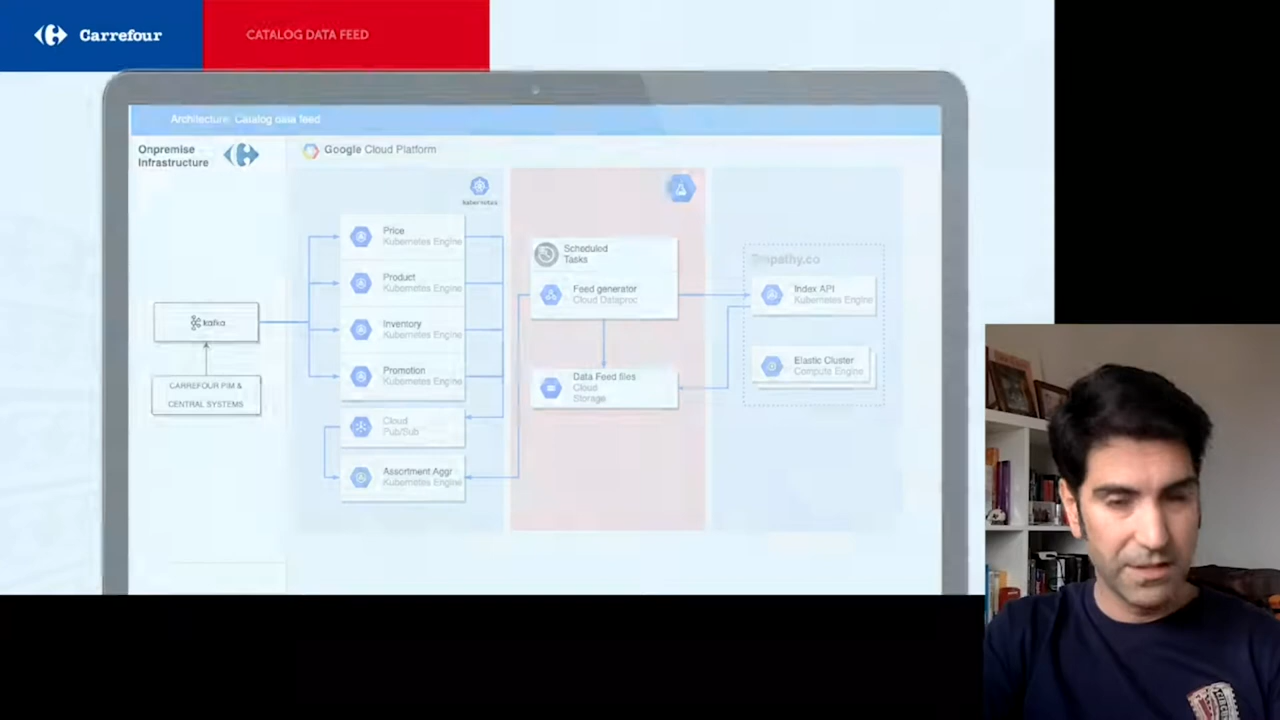 Carrefour
CATALOG DATA FEED
Architecture: Catalog data feed
Onpremise
Infrastructure
Google Cloud Platform
kubernetes
Price
Kubernetes Engine
Product
Kubernetes Engine
Inventory
Kubernetes Engine
Promotion
Kubernetes Engine
Cloud
Pub/Sub
Assortment Aggr
Kubernetes Engine
kafka
CARREFOUR PIM &
CENTRAL SYSTEMS
Scheduled
Tasks
Feed generator
Cloud Dataproc
Data Feed files
Cloud
Storage
Empathy.co
Index API
Kubernetes Engine
Elastic Cluster
Compute Engine